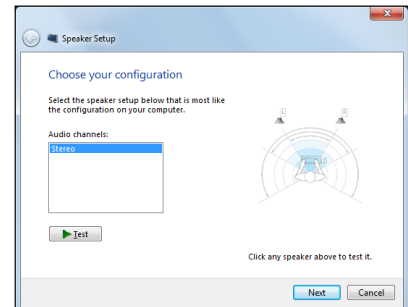 Speaker Setup
Choose your configuration
Select the speaker setup below that is most like
the configuration on your computer.
Audio channels:
Stereo
L
R
Test
Click any speaker above to test it.
Next
Cancel